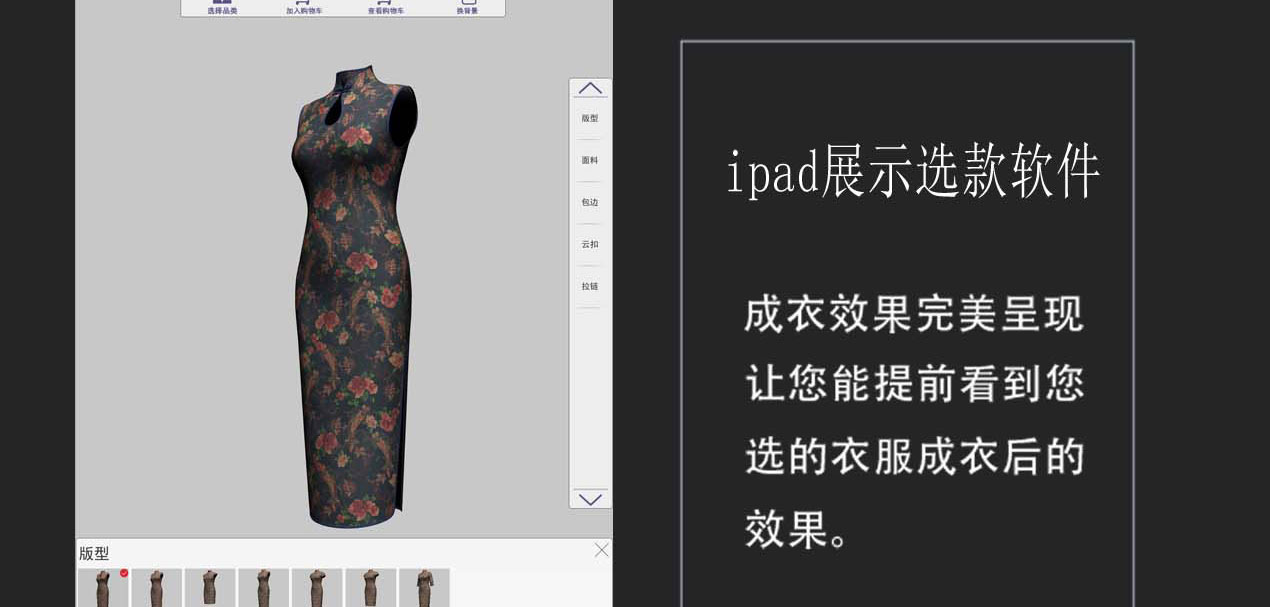 选择品类 加入购物车 查看购物车 换背景
版型
面料
包边
云扣
拉链
版型
ipad展示选款软件
成衣效果完美呈现
让您能提前看到您
选的衣服成衣后的
效果。